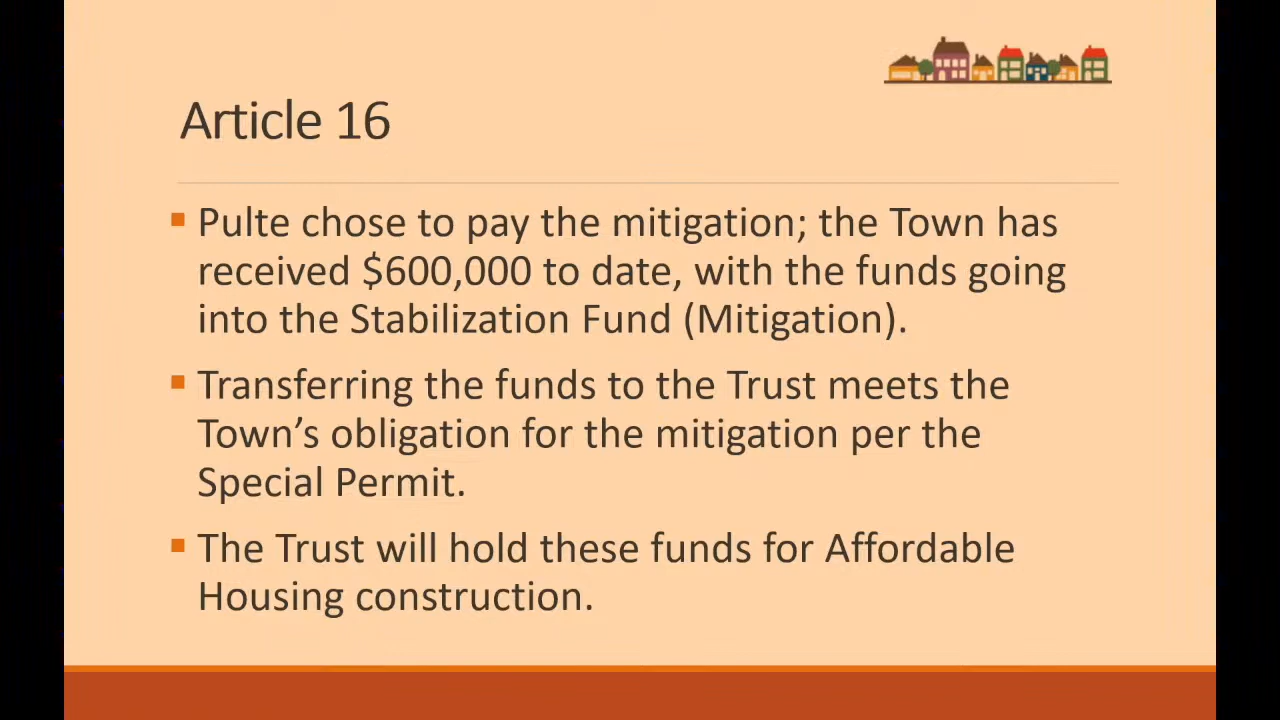 Article 16
▪ Pulte chose to pay the mitigation; the Town has
received $600,000 to date, with the funds going
into the Stabilization Fund (Mitigation).
▪ Transferring the funds to the Trust meets the
Town’s obligation for the mitigation per the
Special Permit.
▪ The Trust will hold these funds for Affordable
Housing construction.